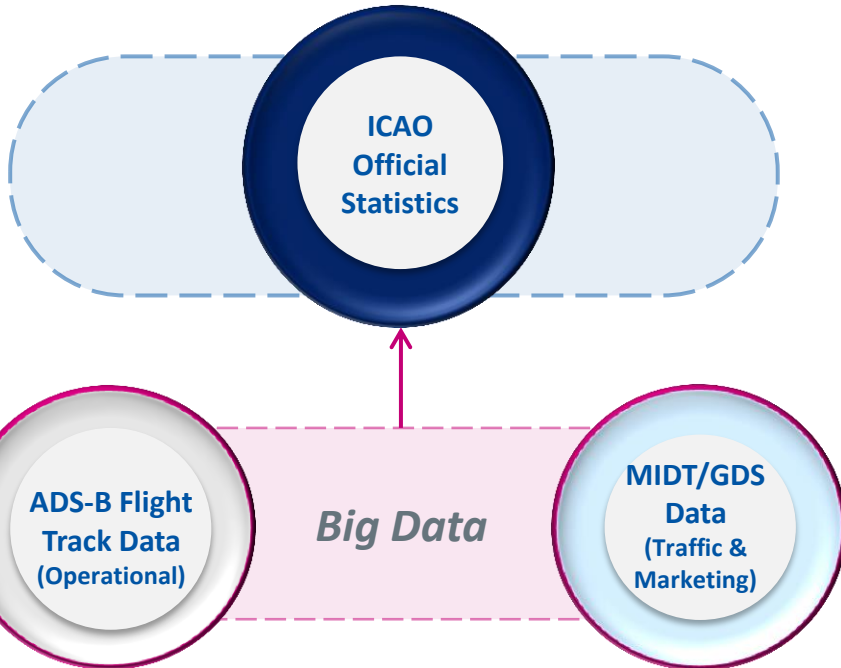 ICAO
Official
Statistics
ADS-B Flight
Track Data
(Operational)
Big Data
MIDT/GDS
Data
(Traffic &
Marketing)